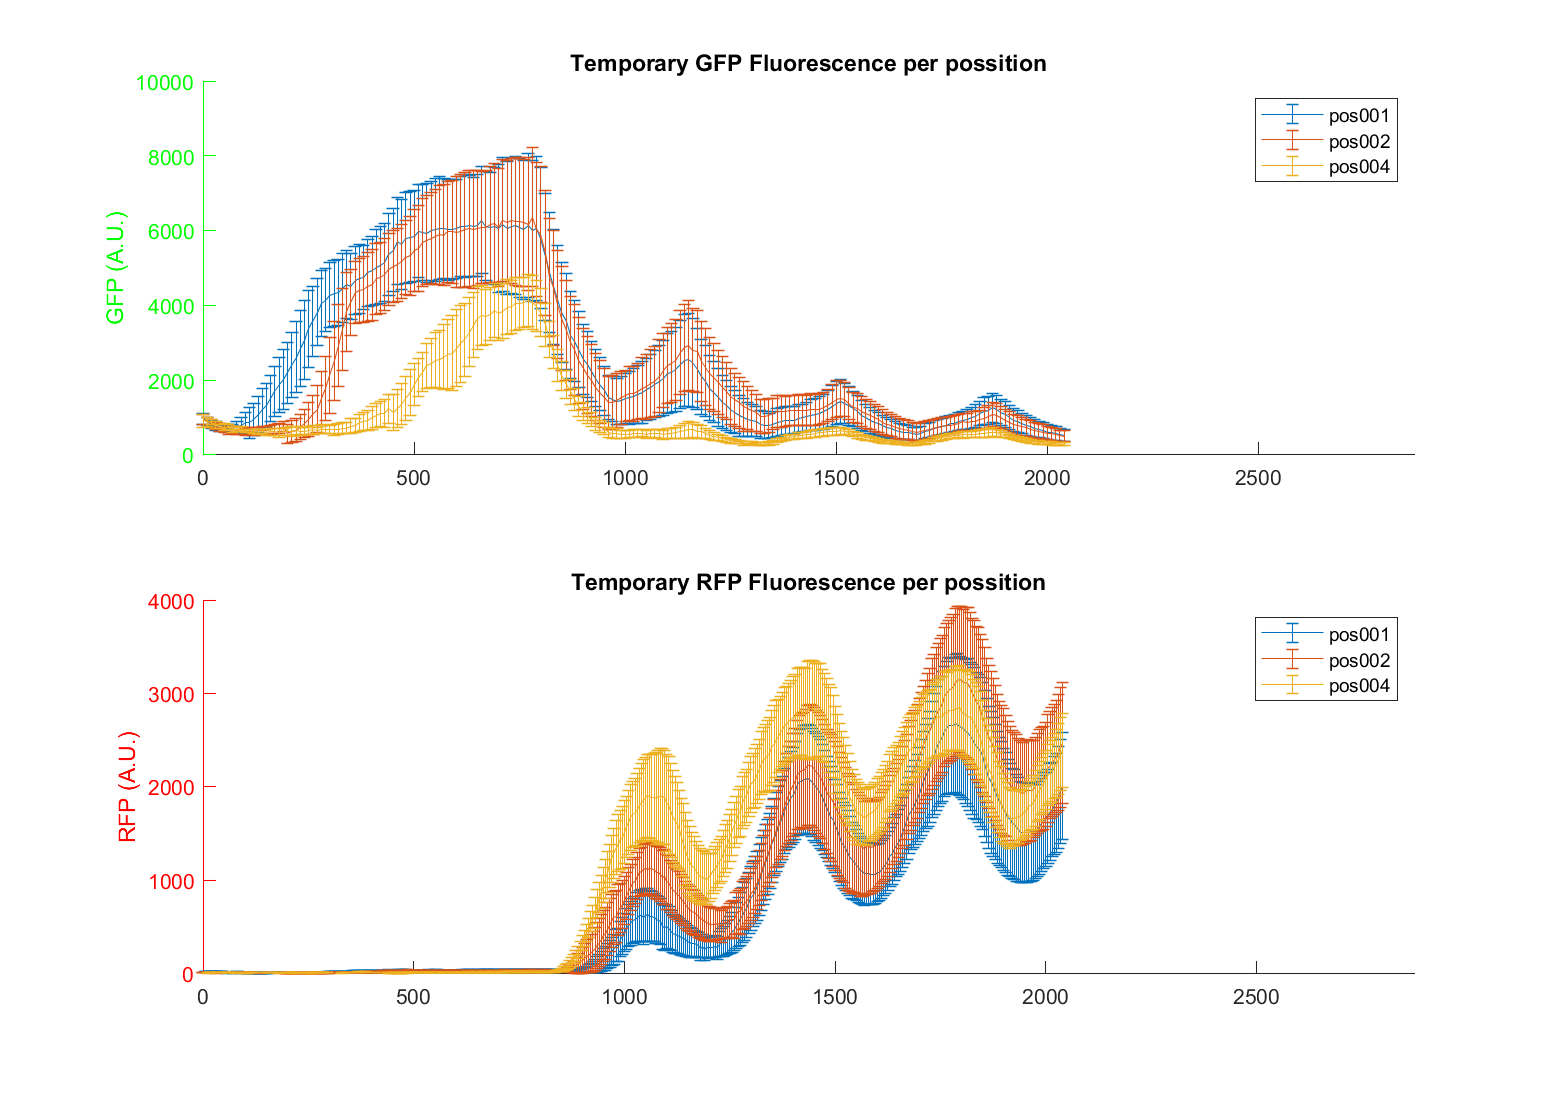 Temporary GFP Fluorescence per possition
10000
8000
6000
4000
2000
0
GFP (A.U.)
0 500 1000 1500 2000 2500
pos001
pos002
pos004
Temporary RFP Fluorescence per possition
4000
3000
2000
1000
0
RFP (A.U.)
0 500 1000 1500 2000 2500
pos001
pos002
pos004